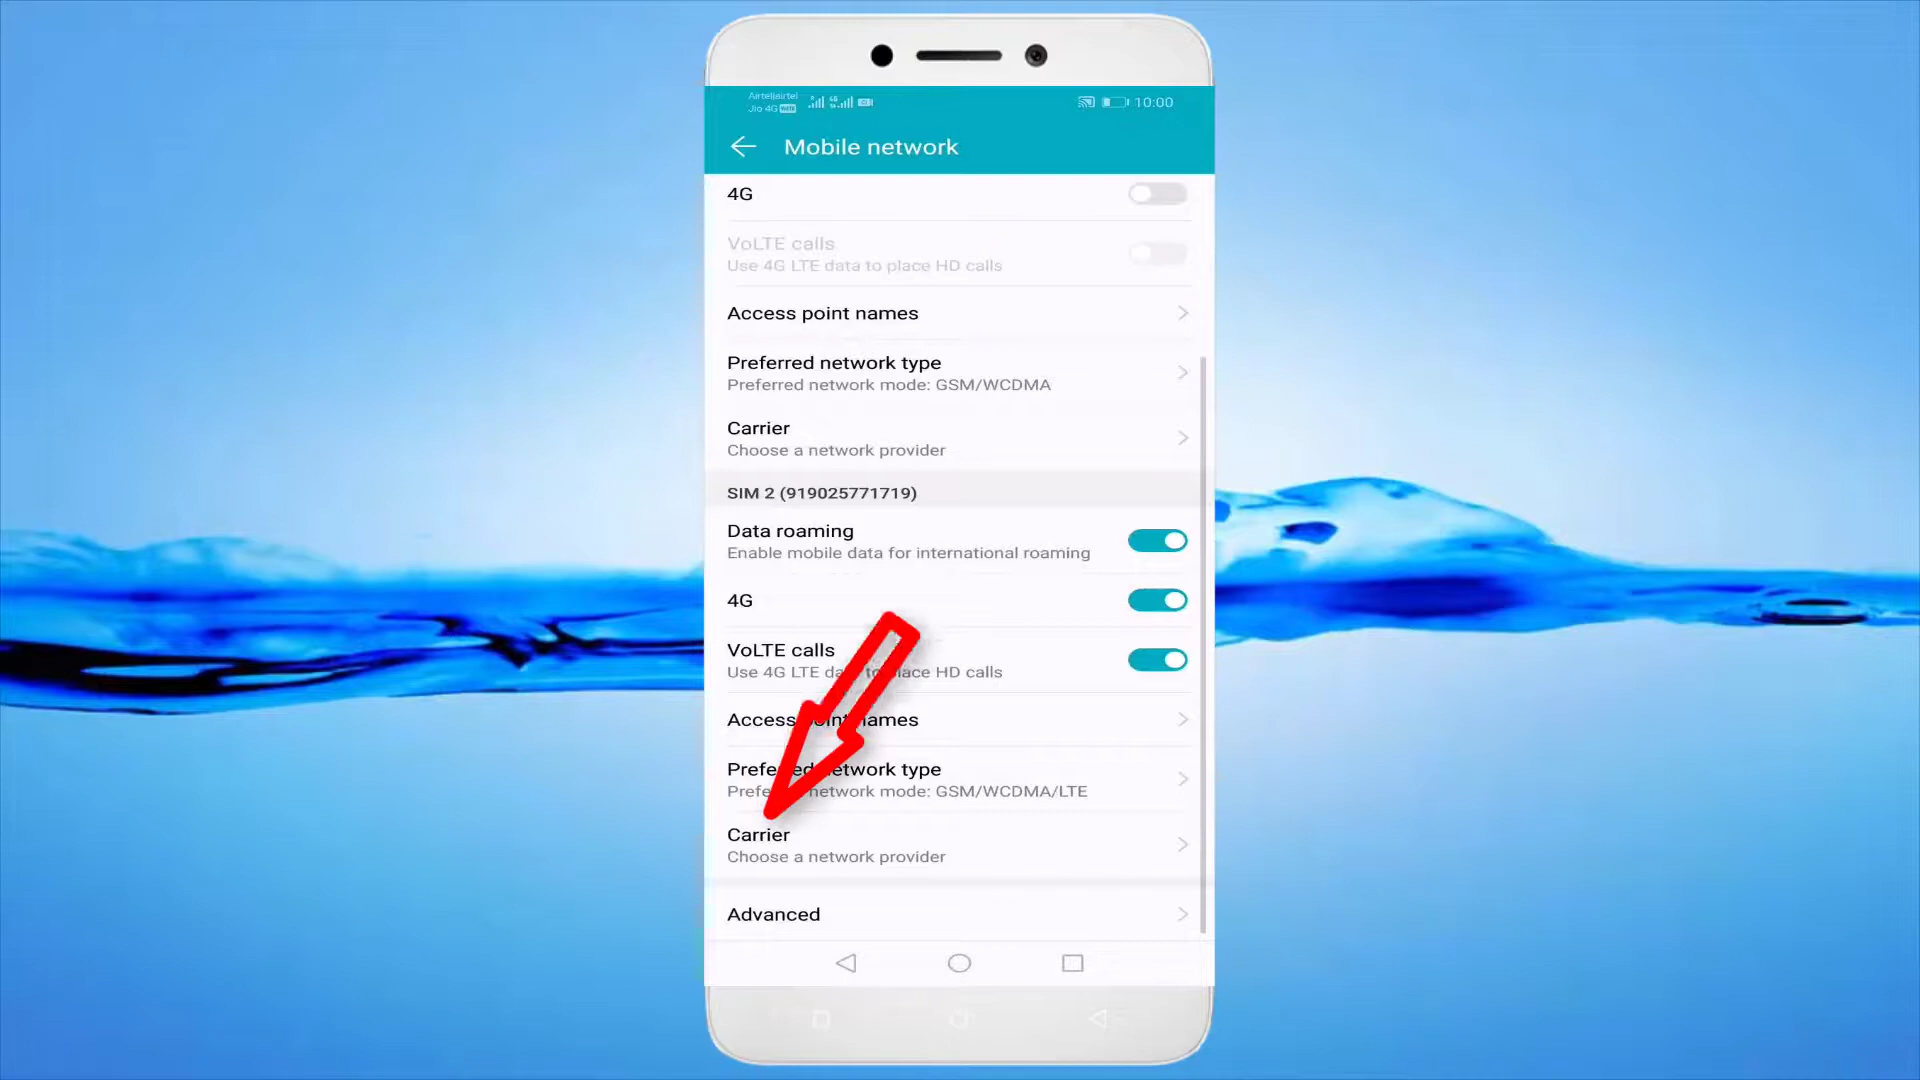 Airtel|airtel
Jio 4G VoLTE
10:00
Mobile network
4G
VoLTE calls
Use 4G LTE data to place HD calls
Access point names
Preferred network type
Preferred network mode: GSM/WCDMA
Carrier
Choose a network provider
SIM 2 (919025771719)
Data roaming
Enable mobile data for international roaming
4G
VoLTE calls
Use 4G LTE data to place HD calls
Access point names
Preferred network type
Preferred network mode: GSM/WCDMA/LTE
Carrier
Choose a network provider
Advanced